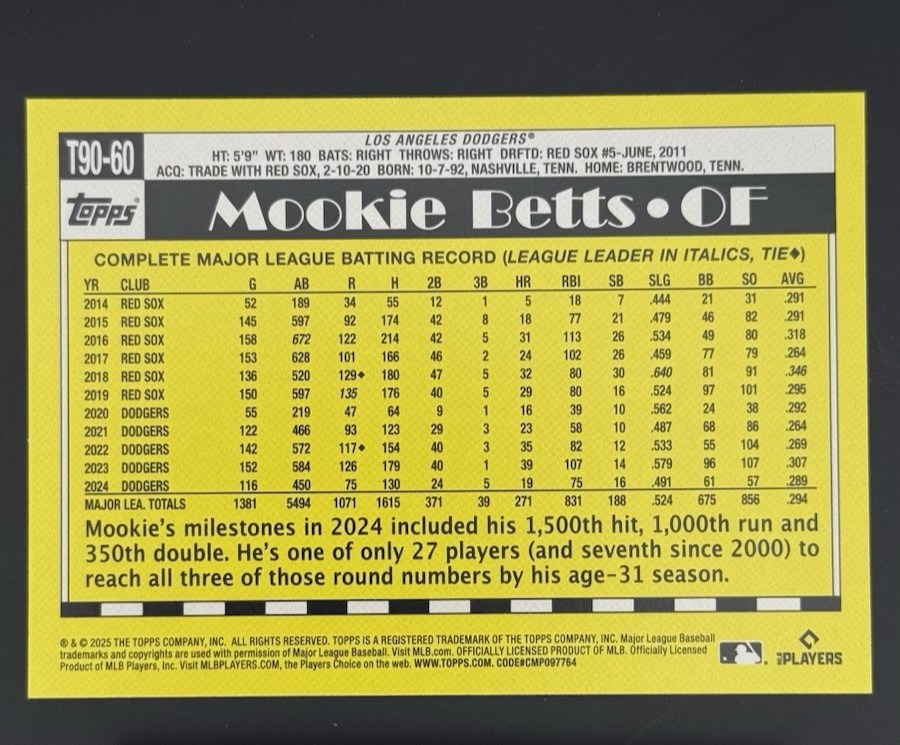 T90-60
LOS ANGELES DODGERS®
HT: 5'9" WT: 180 BATS: RIGHT THROWS: RIGHT DRFTD: RED SOX #5-JUNE, 2011
ACQ: TRADE WITH RED SOX, 2-10-20 BORN: 10-7-92, NASHVILLE, TENN. HOME: BRENTWOOD, TENN.
Topps®
Mookie Betts • OF
COMPLETE MAJOR LEAGUE BATTING RECORD (LEAGUE LEADER IN ITALICS, TIE♦)
YR CLUB G AB R H 2B 3B HR RBI SB SLG BB SO AVG
2014 RED SOX 52 189 34 55 12 1 5 18 7 .444 21 31 .291
2015 RED SOX 145 597 92 174 42 8 18 77 21 .479 46 82 .291
2016 RED SOX 158 672 122 214 42 5 31 113 26 .534 49 80 .318
2017 RED SOX 153 628 101 166 46 2 24 102 26 .459 77 79 .264
2018 RED SOX 136 520 129♦ 180 47 5 32 80 30 .640 81 91 .346
2019 RED SOX 150 597 135 176 40 5 29 80 16 .524 97 101 .295
2020 DODGERS 55 219 47 64 9 1 16 39 10 .562 24 38 .292
2021 DODGERS 122 466 93 123 29 3 23 58 10 .487 68 86 .264
2022 DODGERS 142 572 117♦ 154 40 3 35 82 12 .533 55 104 .269
2023 DODGERS 152 584 126 179 40 1 39 107 14 .579 96 107 .307
2024 DODGERS 116 450 75 130 24 5 19 75 16 .491 61 57 .289
MAJOR LEA. TOTALS 1381 5494 1071 1615 371 39 271 831 188 .524 675 856 .294
Mookie's milestones in 2024 included his 1,500th hit, 1,000th run and
350th double. He's one of only 27 players (and seventh since 2000) to
reach all three of those round numbers by his age-31 season.
® & © 2025 THE TOPPS COMPANY, INC. ALL RIGHTS RESERVED. TOPPS IS A REGISTERED TRADEMARK OF THE TOPPS COMPANY, INC. Major League Baseball
trademarks and copyrights are used with permission of Major League Baseball. Visit MLB.com. OFFICIALLY LICENSED PRODUCT OF MLB. Officially Licensed
Product of MLB Players, Inc. Visit MLBPLAYERS.COM, the Players Choice on the web. WWW.TOPPS.COM. CODE#CMP097764
MLB PLAYERS